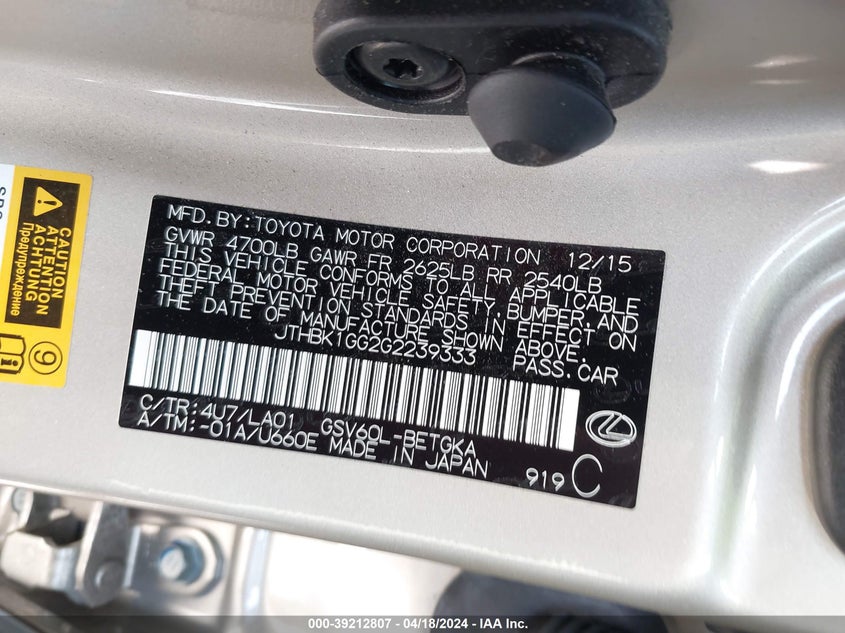 MFD. BY: TOYOTA MOTOR CORPORATION 12/15
GVWR 4700LB GAWR FR 2625LB RR 2540LB
THIS VEHICLE CONFORMS TO ALL APPLICABLE
FEDERAL MOTOR VEHICLE SAFETY, BUMPER, AND
THEFT PREVENTION STANDARDS IN EFFECT ON
THE DATE OF MANUFACTURE SHOWN ABOVE.
JTHBK1GG2G2239333 PASS. CAR
C/TR: 4U7/LA01 GSV60L-BETGKA
A/TM: -01A/U660E MADE IN JAPAN 919 C
CAUTION
ATTENTION
ACHTUNG
Предупреждение
9
000-39212807 - 04/18/2024 - IAA Inc.